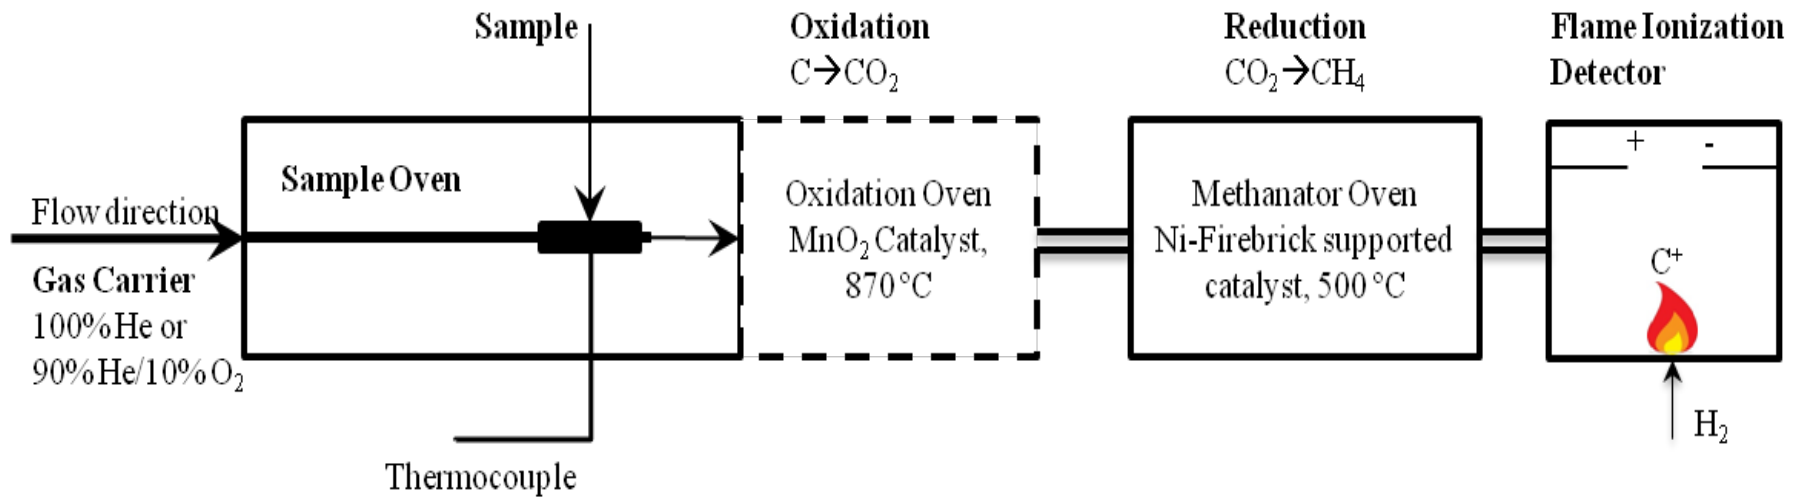 Sample
Oxidation
C→CO₂
Reduction
CO₂→CH₄
Flame Ionization
Detector
Sample Oven
Flow direction
Gas Carrier
100%He or
90%He/10%O₂
Oxidation Oven
MnO₂ Catalyst,
870°C
Methanator Oven
Ni-Firebrick supported
catalyst, 500°C
+ -
C⁺
H₂
Thermocouple